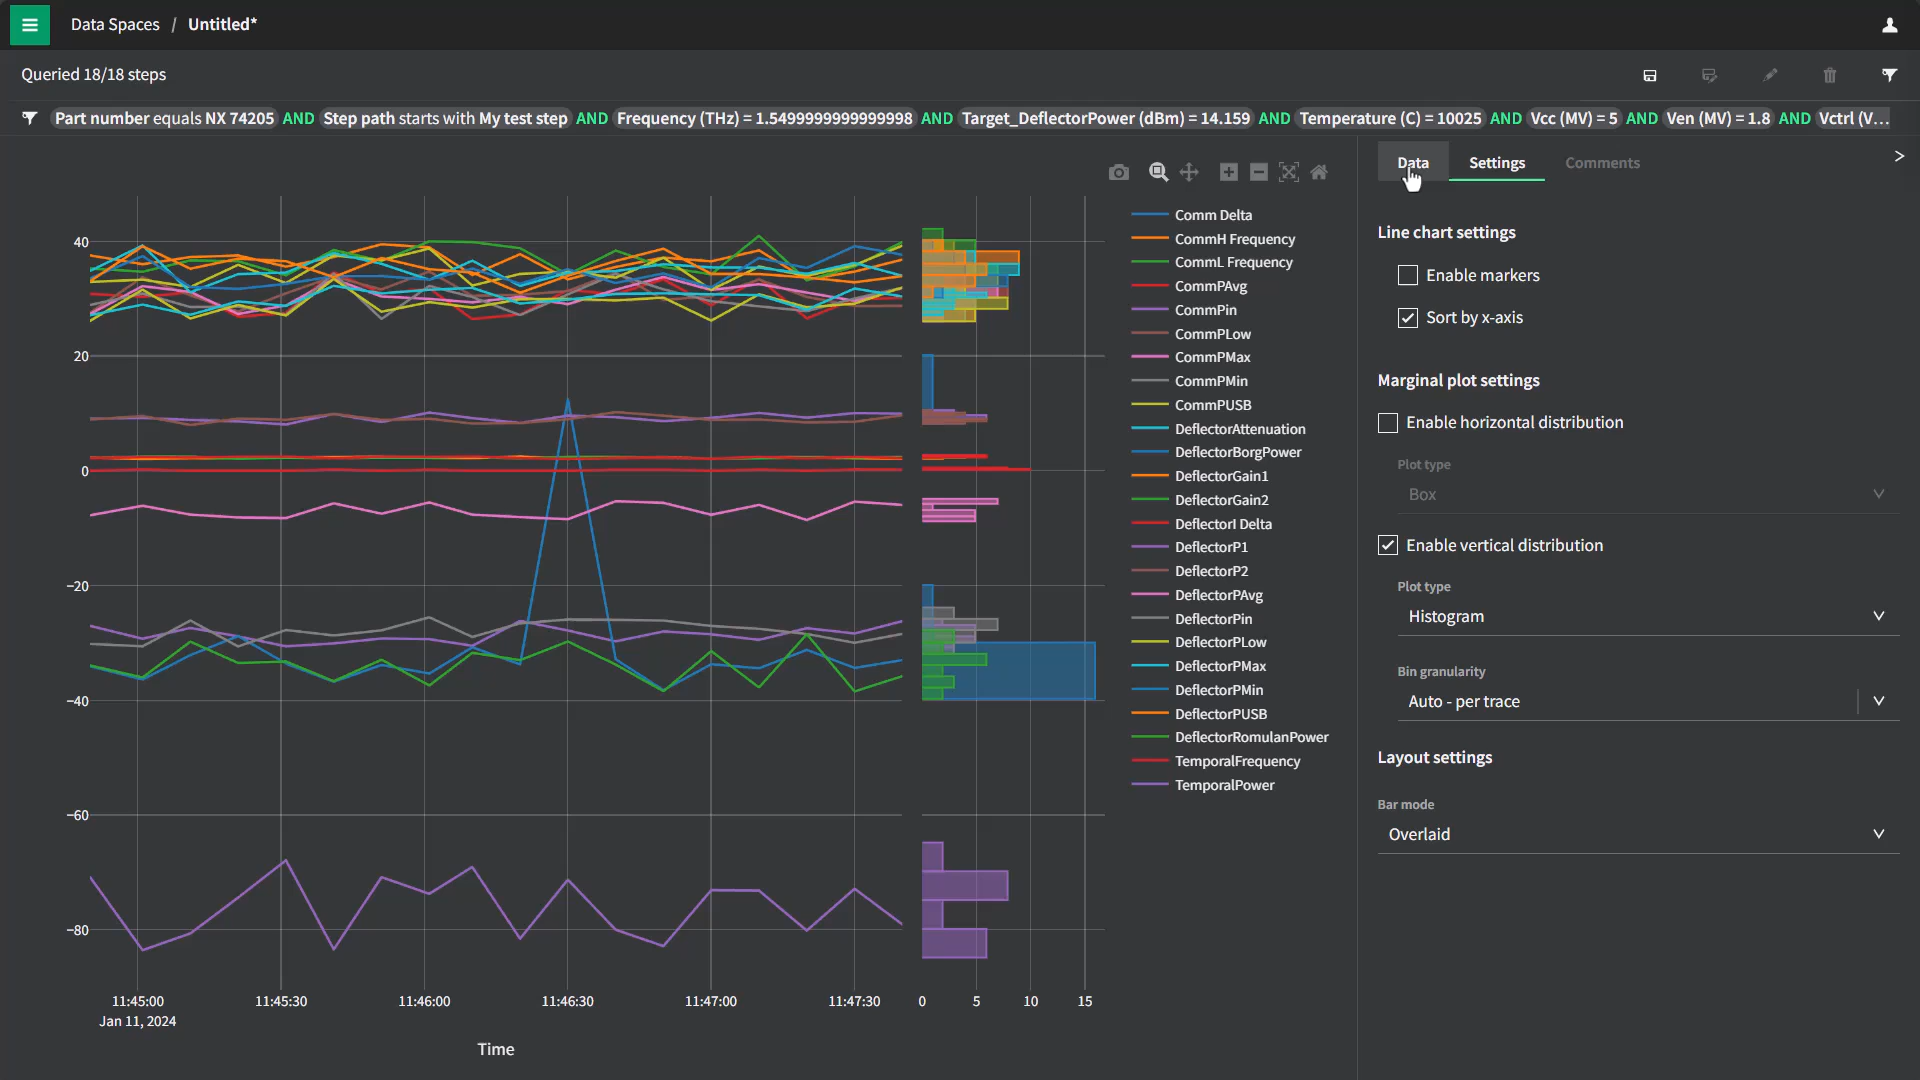 Data Spaces / Untitled*
Queried 18/18 steps
Part number equals NX 74205 AND Step path starts with My test step AND Frequency (THz) = 1.5499999999999998 AND Target_DeflectorPower (dBm) = 14.159 AND Temperature (C) = 10025 AND Vcc (MV) = 5 AND Ven (MV) = 1.8 AND Vctrl (V...
40
20
0
−20
−40
−60
−80
11:45:00
11:45:30
11:46:00
11:46:30
11:47:00
11:47:30
Jan 11, 2024
Time
0
5
10
15
Comm Delta
CommH Frequency
CommL Frequency
CommPAvg
CommPin
CommPLow
CommPMax
CommPMin
CommPUSB
DeflectorAttenuation
DeflectorBorgPower
DeflectorGain1
DeflectorGain2
DeflectorI Delta
DeflectorP1
DeflectorP2
DeflectorPAvg
DeflectorPin
DeflectorPLow
DeflectorPMax
DeflectorPMin
DeflectorPUSB
DeflectorRomulanPower
TemporalFrequency
TemporalPower
Data
Settings
Comments
Line chart settings
Enable markers
Sort by x-axis
Marginal plot settings
Enable horizontal distribution
Plot type
Box
Enable vertical distribution
Plot type
Histogram
Bin granularity
Auto - per trace
Layout settings
Bar mode
Overlaid